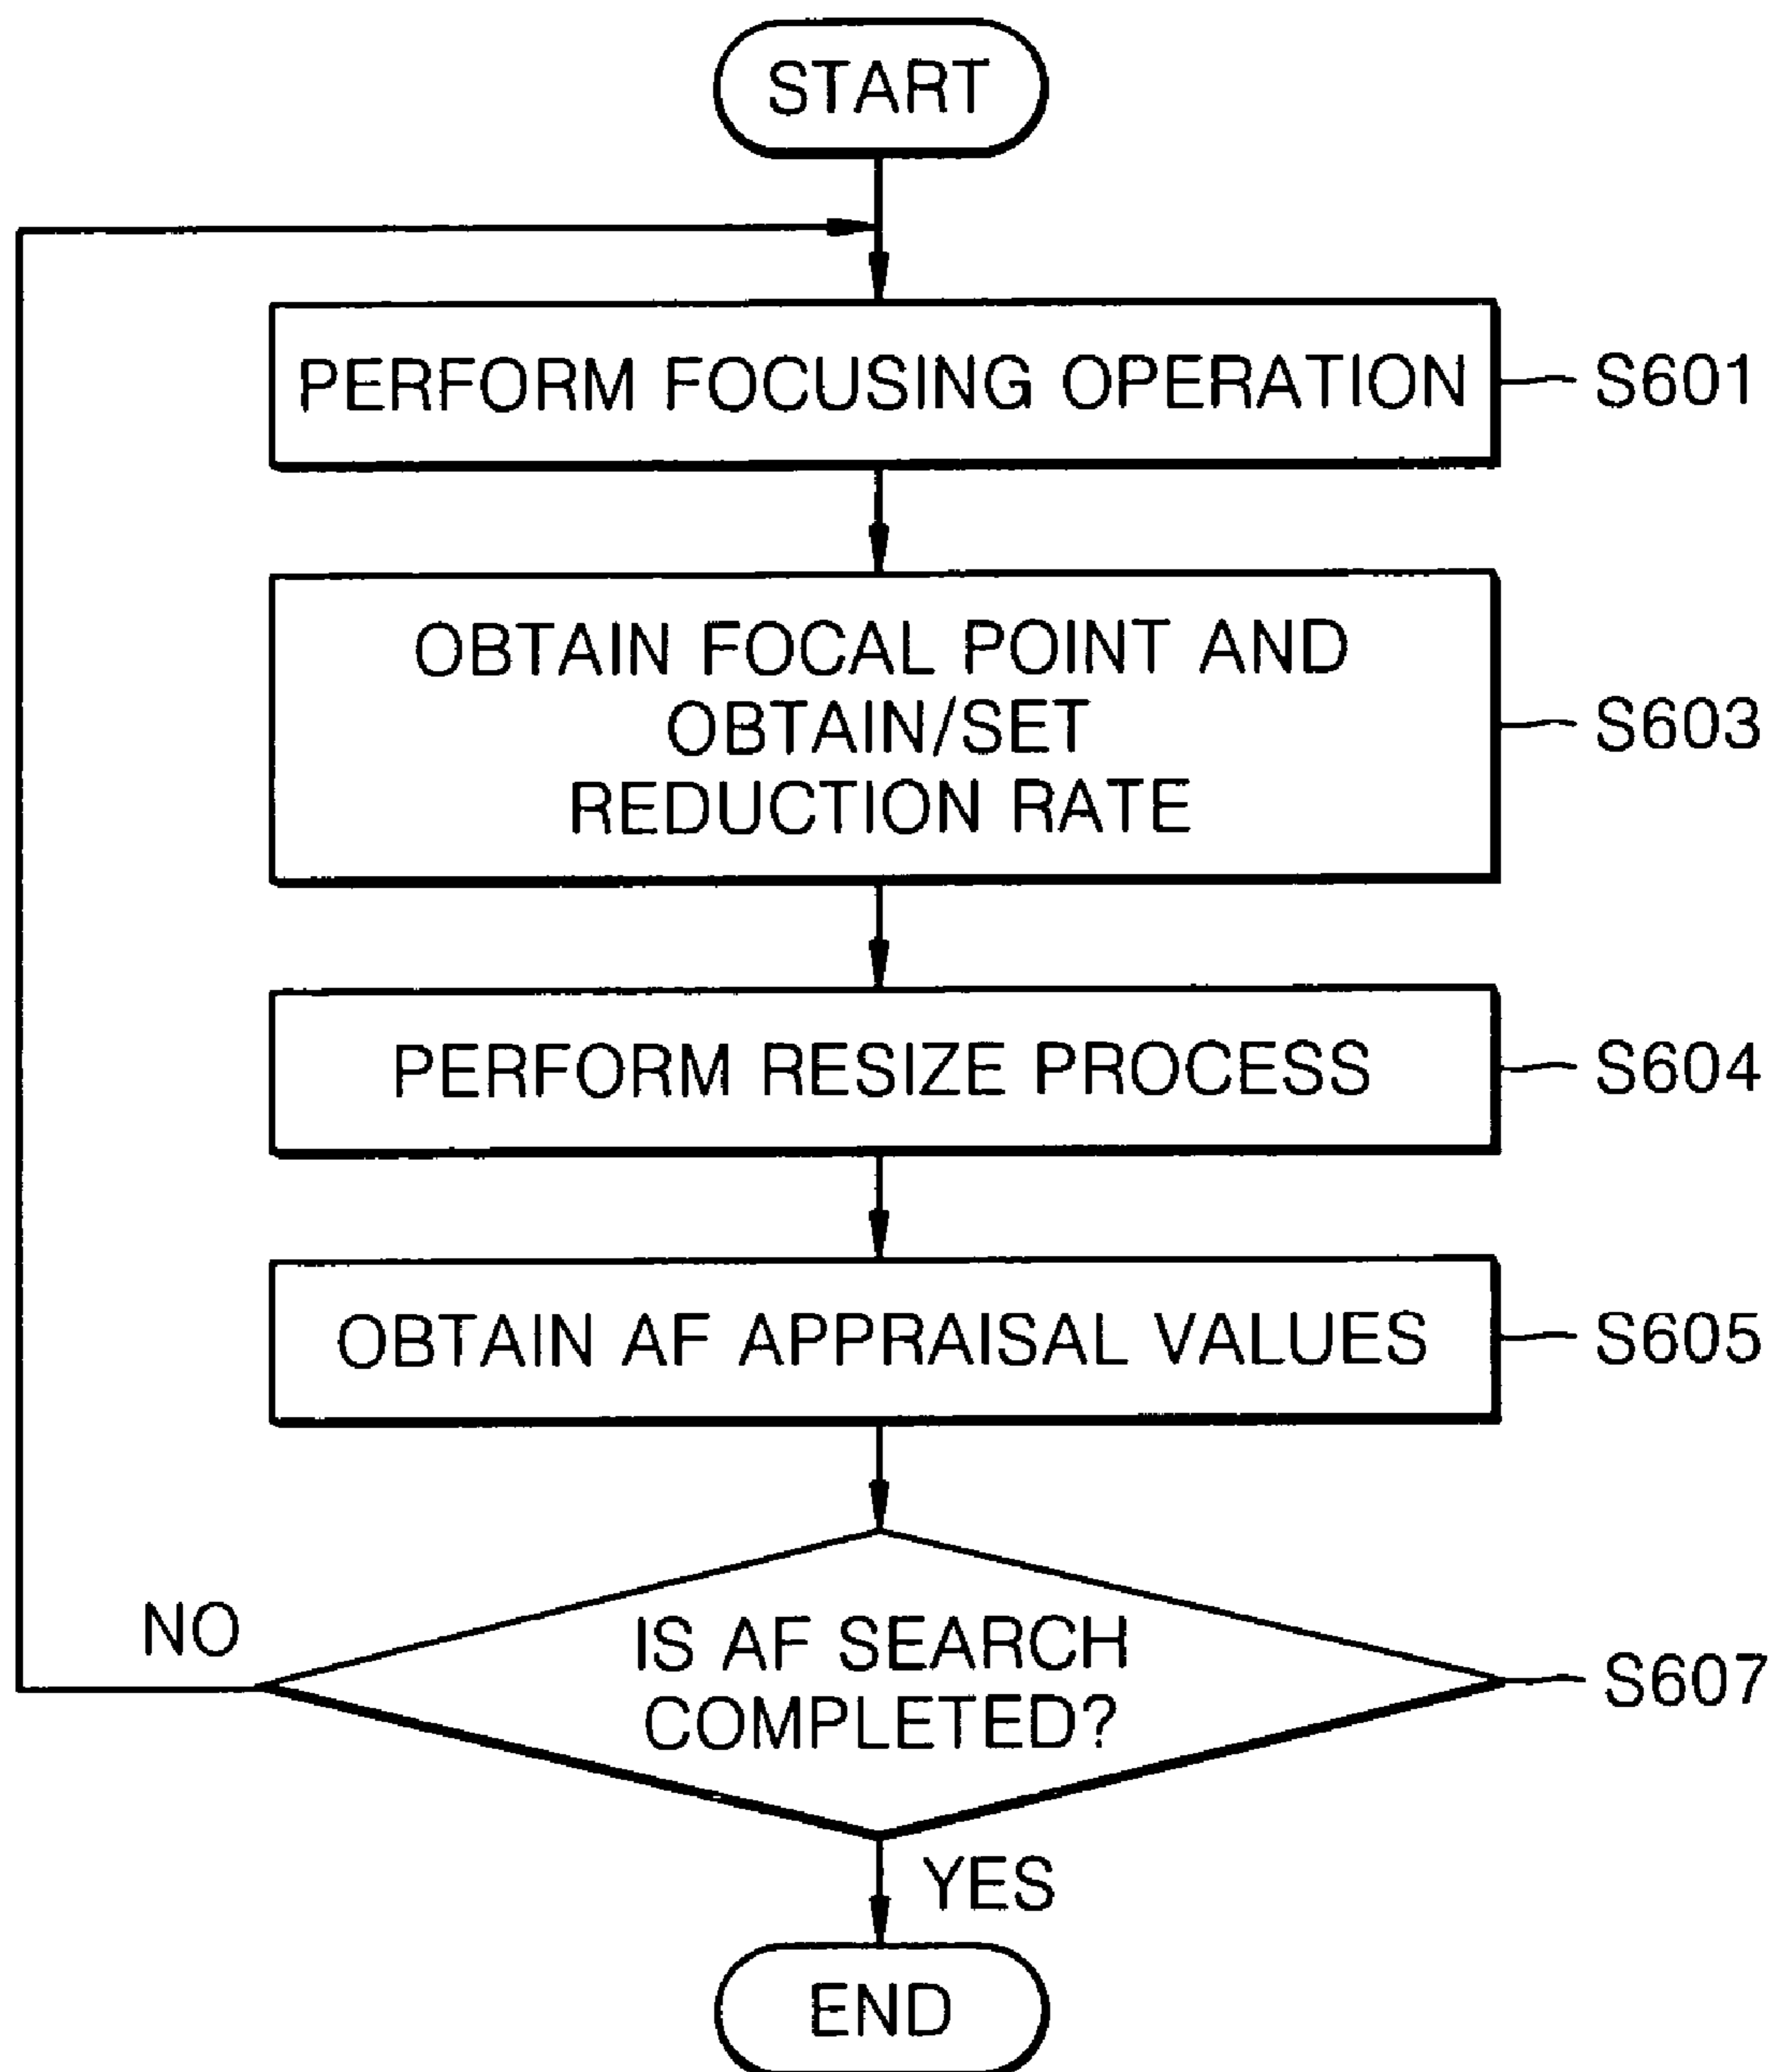 START
PERFORM FOCUSING OPERATION
S601
OBTAIN FOCAL POINT AND
OBTAIN/SET
REDUCTION RATE
S603
PERFORM RESIZE PROCESS
S604
OBTAIN AF APPRAISAL VALUES
S605
NO
IS AF SEARCH
COMPLETED?
S607
YES
END